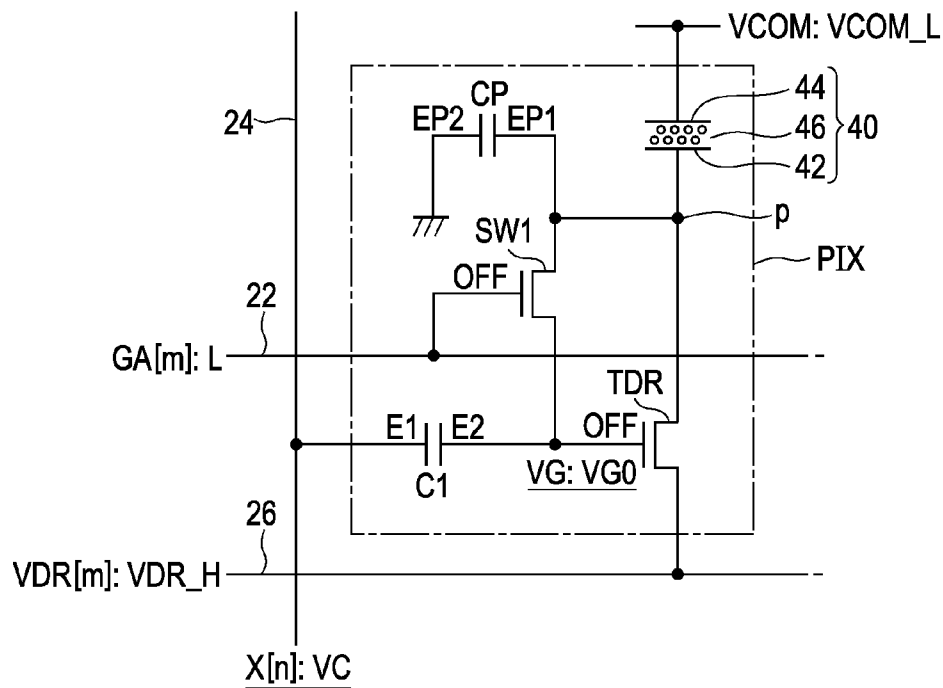 VCOM: VCOM_L
24
CP
EP2
EP1
44
46
40
42
SW1
p
OFF
PIX
22
GA[m]: L
TDR
E1
E2
OFF
C1
VG: VG0
26
VDR[m]: VDR_H
X[n]: VC